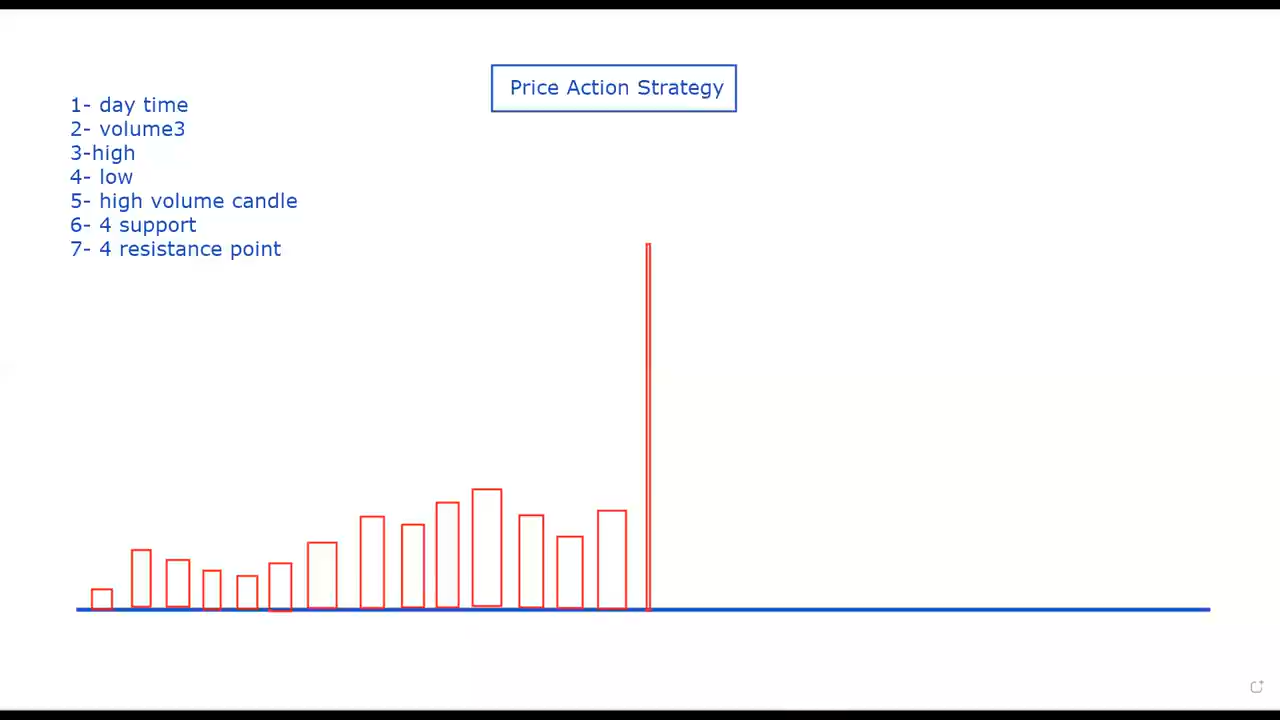 Price Action Strategy
1- day time
2- volume3
3-high
4- low
5- high volume candle
6- 4 support
7- 4 resistance point